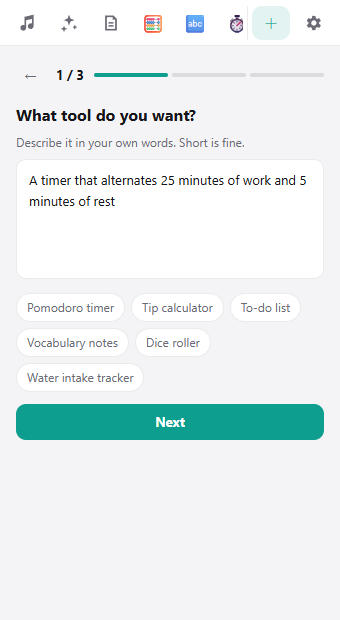 abc
← 1 / 3
What tool do you want?
Describe it in your own words. Short is fine.
A timer that alternates 25 minutes of work and 5
minutes of rest
Pomodoro timer Tip calculator To-do list
Vocabulary notes Dice roller
Water intake tracker
Next